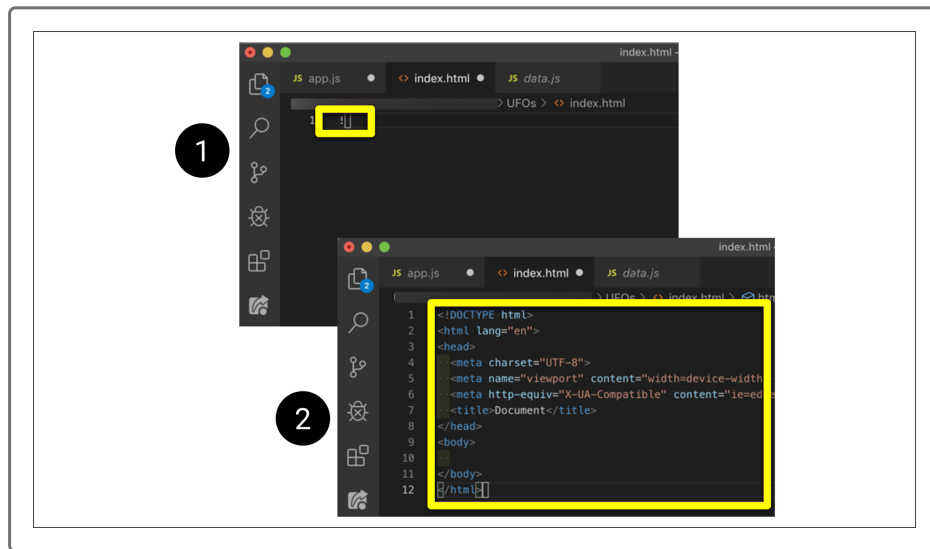 index.html -
JS app.js ● <> index.html ● JS data.js
2
> UFOs > <> index.html
1 !
1
index.html -
JS app.js ● <> index.html ● JS data.js
2
> UFOs > <> index.html >
1 <!DOCTYPE html>
2 <html lang="en">
3 <head>
4 <meta charset="UTF-8">
5 <meta name="viewport" content="width=device-width
6 <meta http-equiv="X-UA-Compatible" content="ie=ed
7 <title>Document</title>
8 </head>
9 <body>
10
11 </body>
12 </html>
2